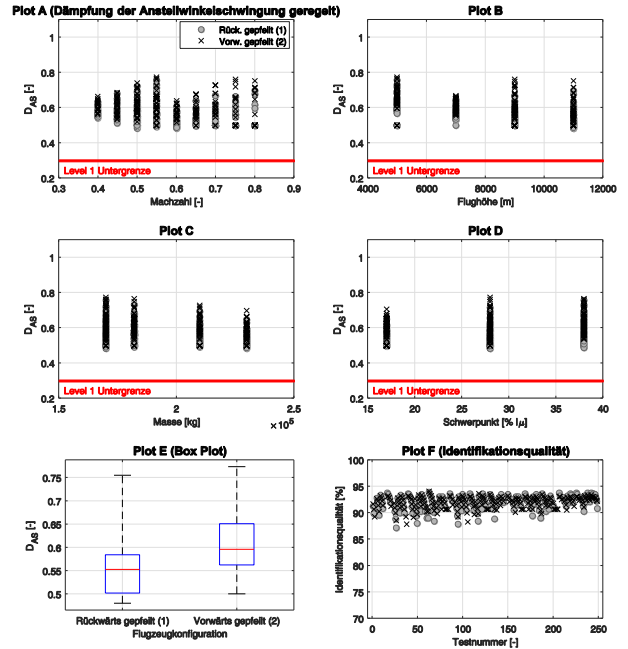 Plot A (Dämpfung der Anstellwinkelschwingung geregelt)
Rück. gepfeilt (1)
Vorw. gepfeilt (2)
1
0.8
0.6
0.4
0.2
D_AS [-]
Level 1 Untergrenze
0.3 0.4 0.5 0.6 0.7 0.8 0.9
Machzahl [-]
Plot B
1
0.8
0.6
0.4
0.2
D_AS [-]
Level 1 Untergrenze
4000 6000 8000 10000 12000
Flughöhe [m]
Plot C
1
0.8
0.6
0.4
0.2
D_AS [-]
Level 1 Untergrenze
1.5 2 2.5
Masse [kg]
×10^5
Plot D
1
0.8
0.6
0.4
0.2
D_AS [-]
Level 1 Untergrenze
15 20 25 30 35 40
Schwerpunkt [% lμ]
Plot E (Box Plot)
0.75
0.7
0.65
0.6
0.55
0.5
D_AS [-]
Rückwärts gepfeilt (1) Vorwärts gepfeilt (2)
Flugzeugkonfiguration
Plot F (Identifikationsqualität)
100
95
90
85
80
75
70
Identifikationsqualität [%]
0 50 100 150 200 250
Testnummer [-]